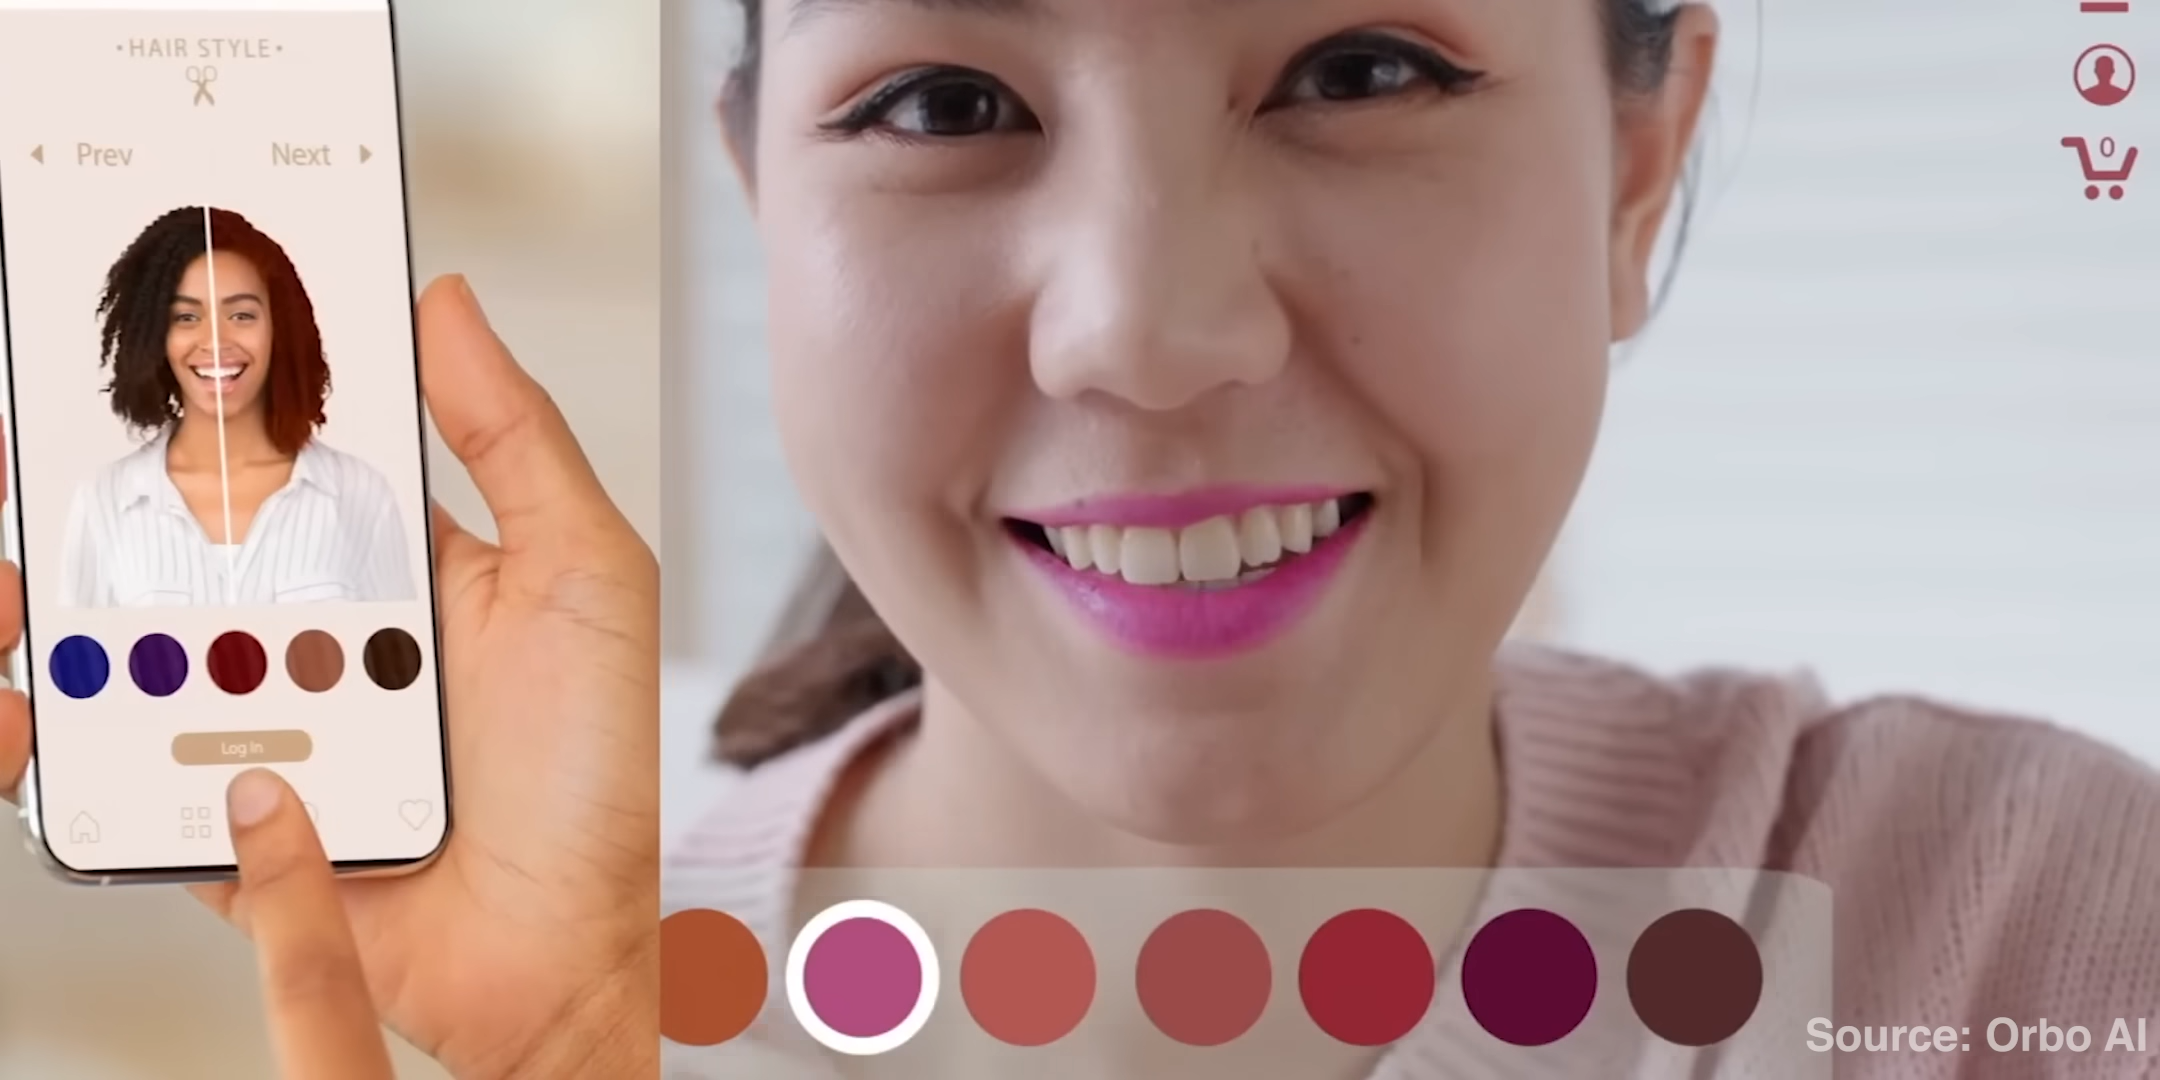 ·HAIR STYLE·
Prev
Next
Log In
0
Source: Orbo AI